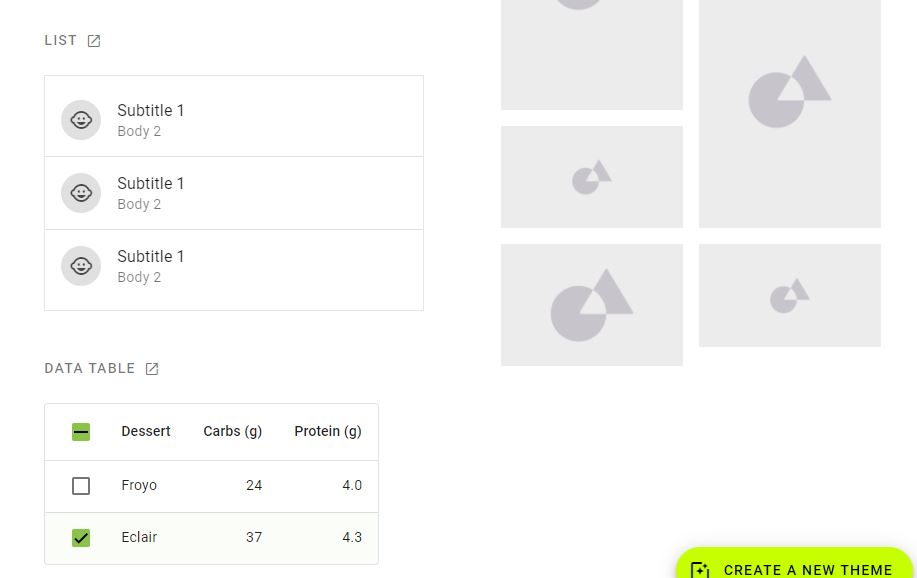 LIST
Subtitle 1
Body 2
Subtitle 1
Body 2
Subtitle 1
Body 2
DATA TABLE
Dessert Carbs (g) Protein (g)
Froyo 24 4.0
Eclair 37 4.3
CREATE A NEW THEME